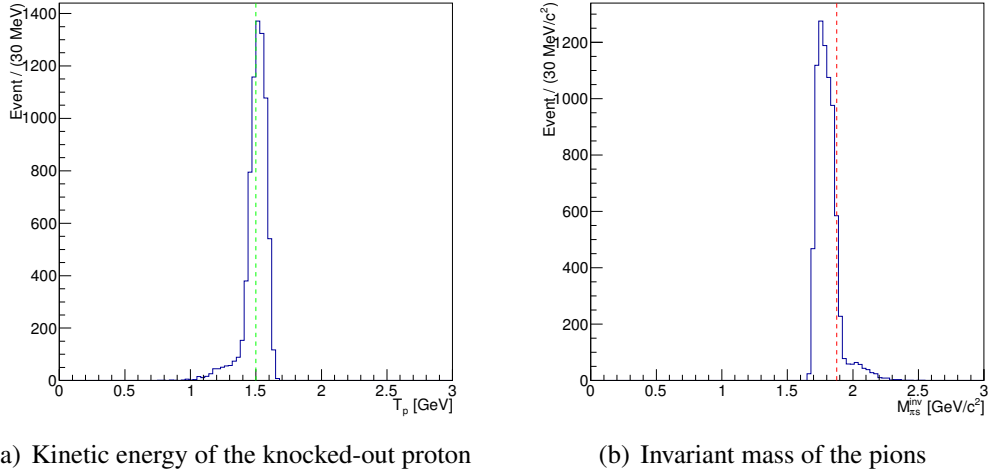 Event / (30 MeV)
1400
1200
1000
800
600
400
200
0
0 0.5 1 1.5 2 2.5 3
T_p [GeV]
a) Kinetic energy of the knocked-out proton
Event / (30 MeV/c²)
1200
1000
800
600
400
200
0
0 0.5 1 1.5 2 2.5 3
M_πs^inv [GeV/c²]
(b) Invariant mass of the pions